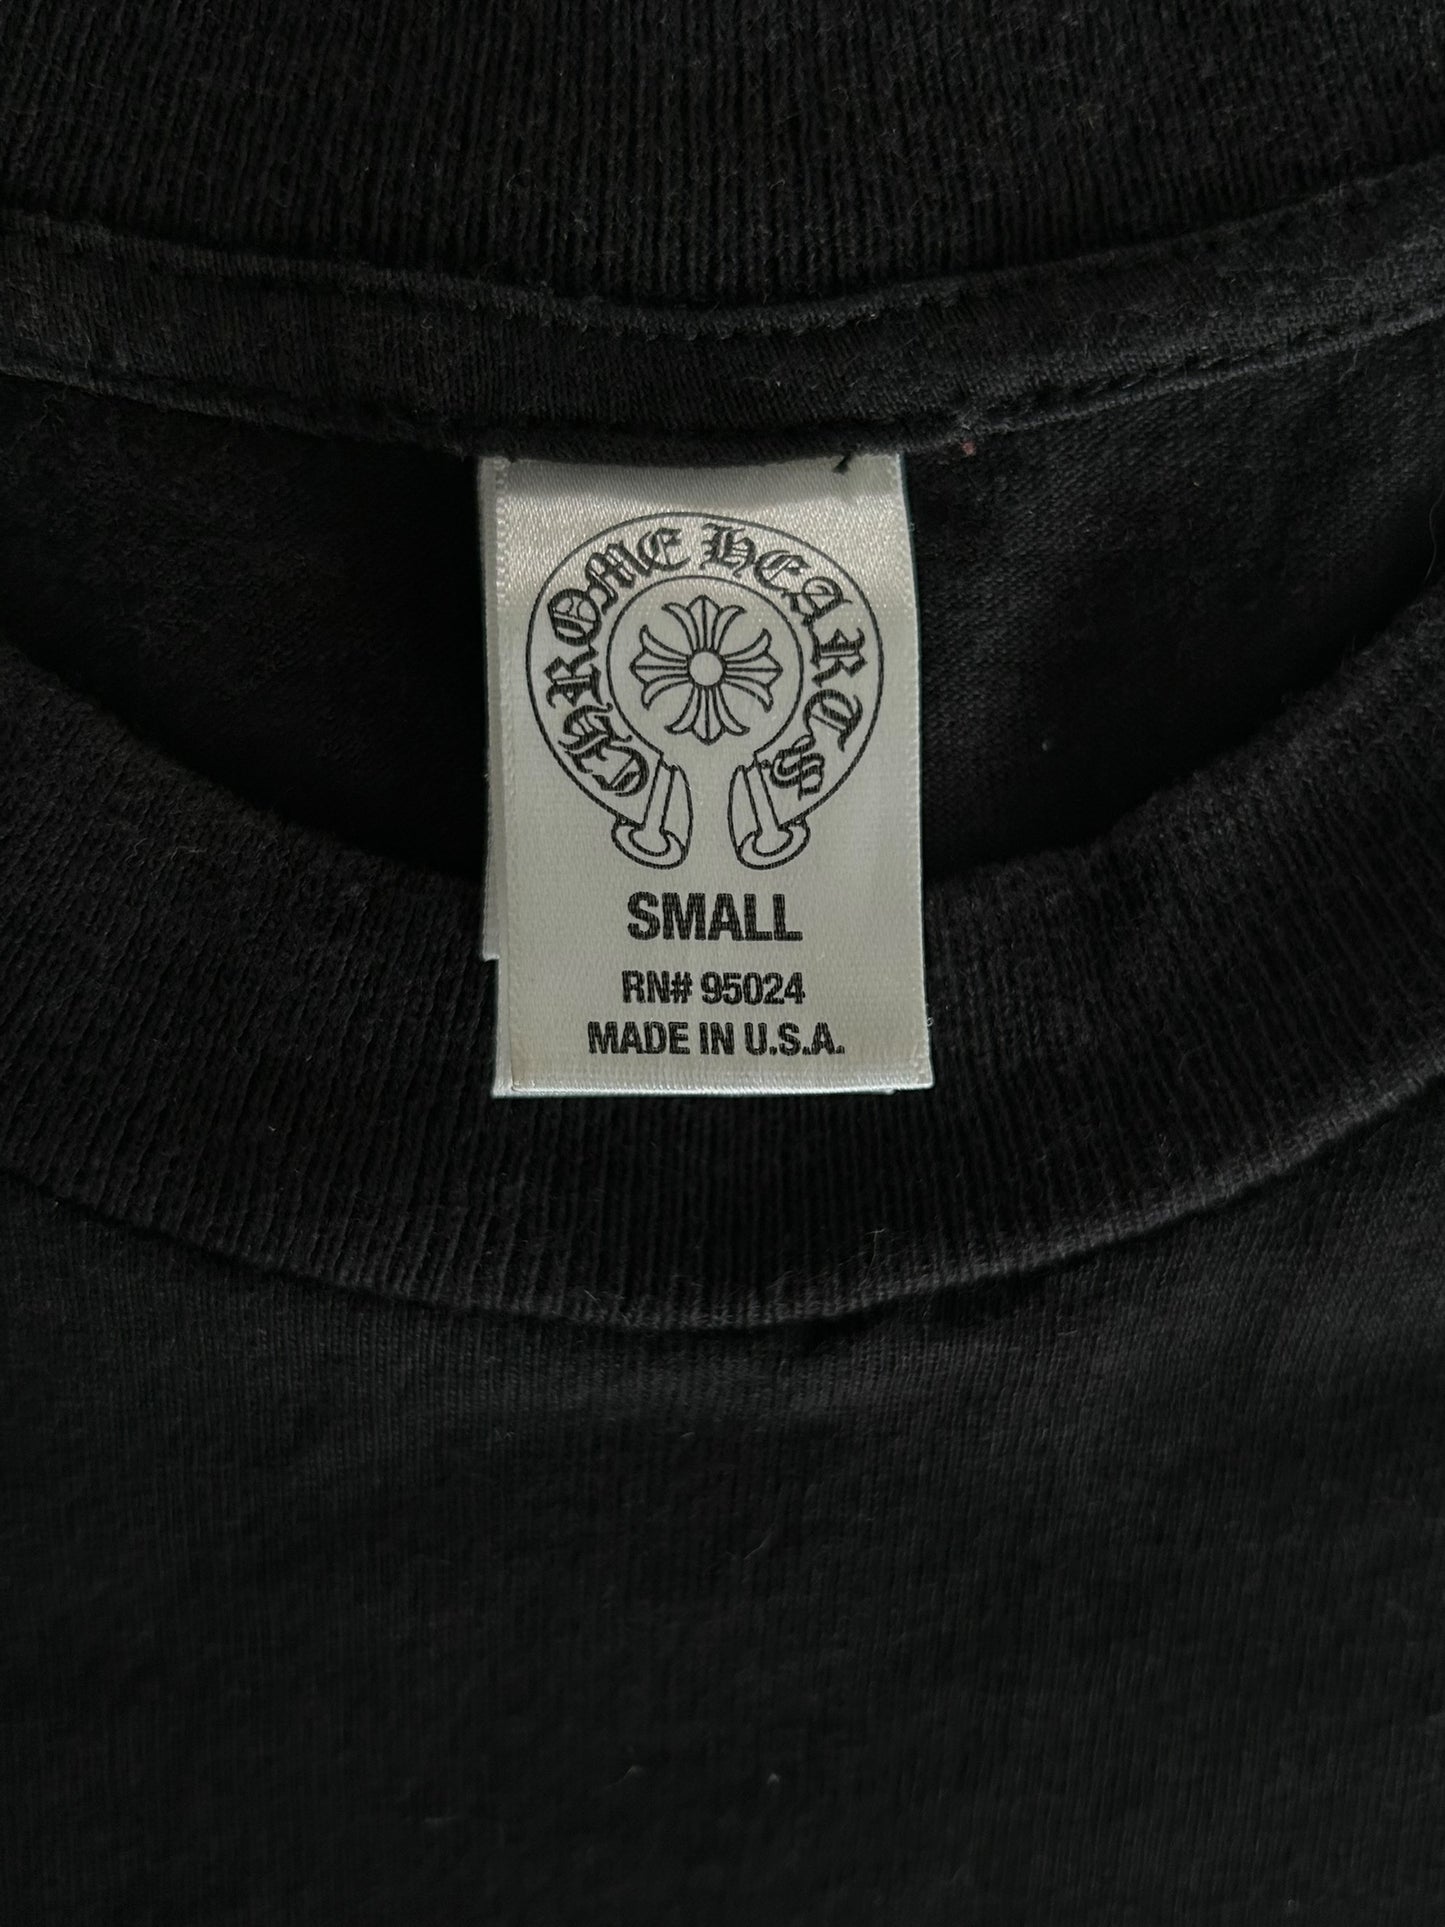 CHROME HEARTS
SMALL
RN# 95024
MADE IN U.S.A.